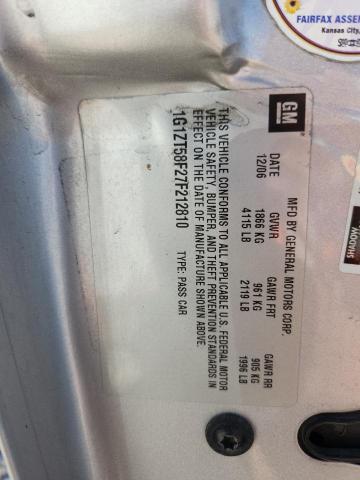 FAIRFAX ASSE
Kansas City,
GM
MFD BY GENERAL MOTORS CORP.
DATE GVWR GAWR FRT GAWR RR
12/06 1866 KG 961 KG 905 KG
4115 LB 2119 LB 1996 LB
THIS VEHICLE CONFORMS TO ALL APPLICABLE U.S. FEDERAL MOTOR
VEHICLE SAFETY, BUMPER, AND THEFT PREVENTION STANDARDS IN
EFFECT ON THE DATE OF MANUFACTURE SHOWN ABOVE.
1G1ZT58F27F212810 TYPE: PASS CAR